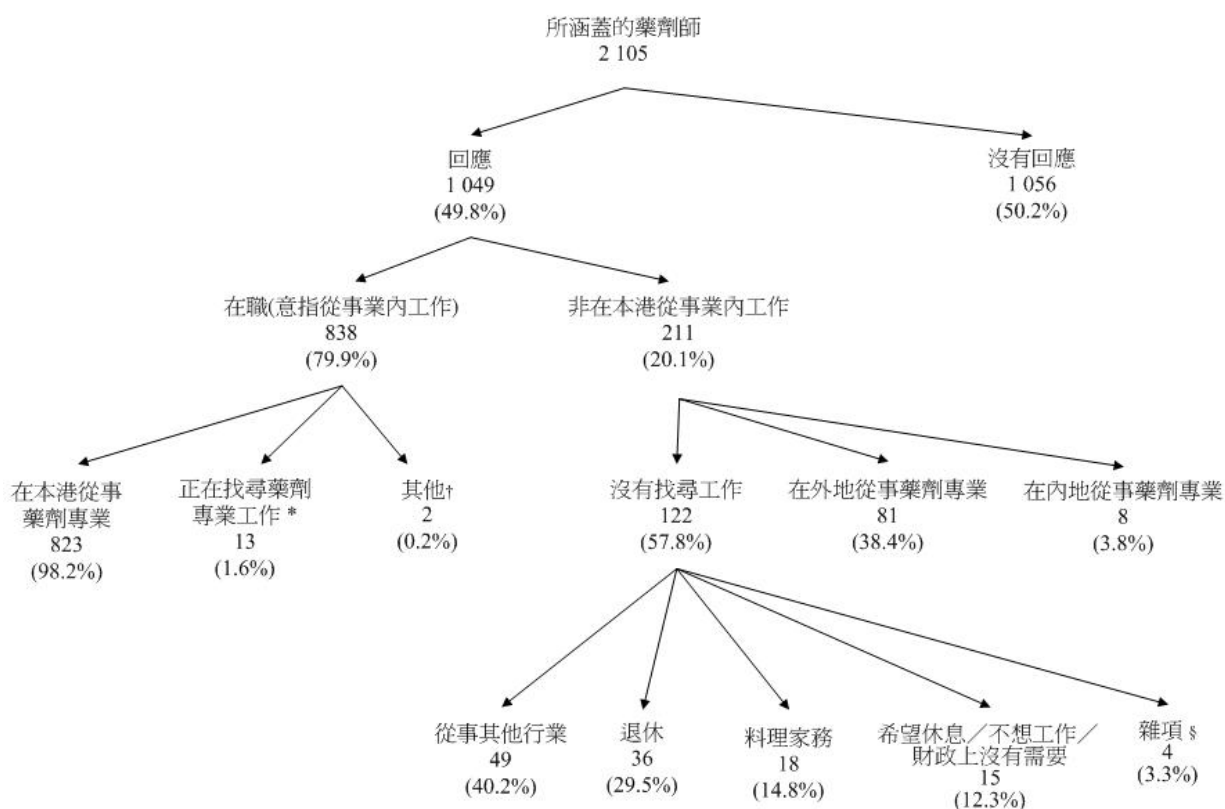 所涵蓋的藥劑師
2 105
回應
1 049
(49.8%)
沒有回應
1 056
(50.2%)
在職(意指從事業內工作)
838
(79.9%)
非在本港從事業內工作
211
(20.1%)
在本港從事
藥劑專業
823
(98.2%)
正在找尋藥劑
專業工作 *
13
(1.6%)
其他†
2
(0.2%)
沒有找尋工作
122
(57.8%)
在外地從事藥劑專業
81
(38.4%)
在內地從事藥劑專業
8
(3.8%)
從事其他行業
49
(40.2%)
退休
36
(29.5%)
料理家務
18
(14.8%)
希望休息／不想工作／
財政上沒有需要
15
(12.3%)
雜項 §
4
(3.3%)